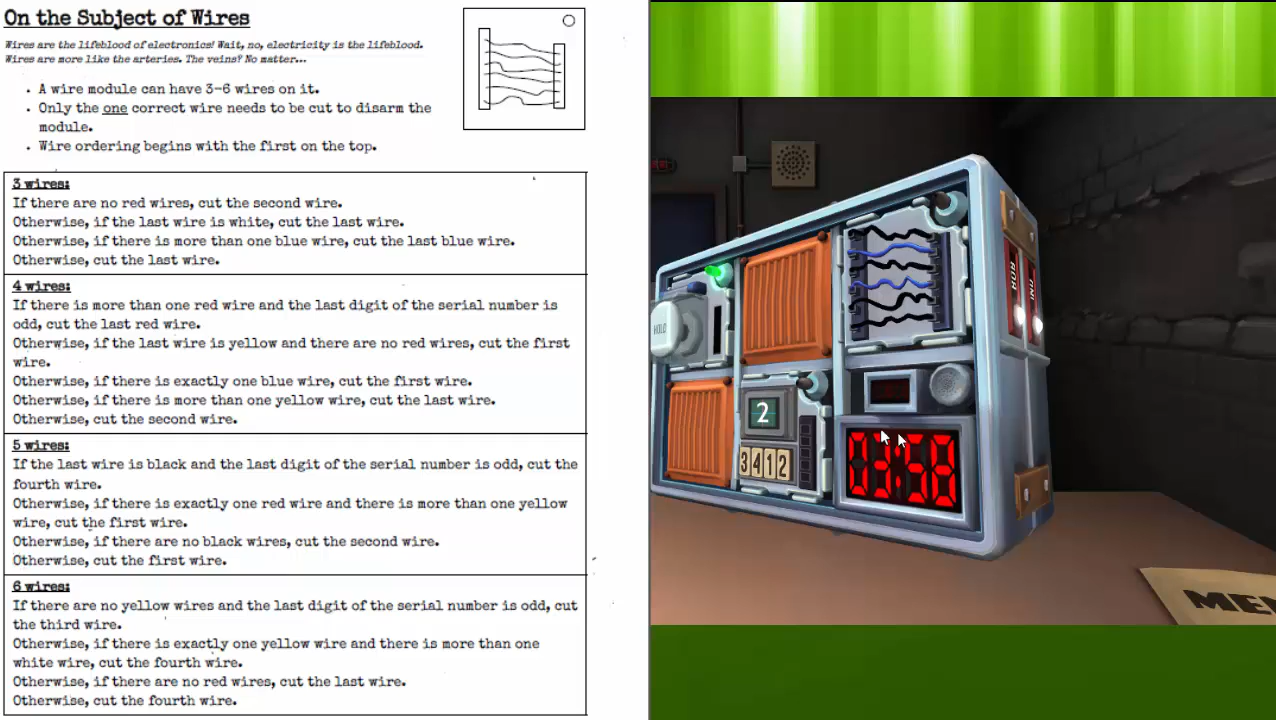 On the Subject of Wires
Wires are the lifeblood of electronics! Wait, no, electricity is the lifeblood.
Wires are more like the arteries. The veins? No matter...
• A wire module can have 3-6 wires on it.
• Only the one correct wire needs to be cut to disarm the
module.
• Wire ordering begins with the first on the top.
3 wires:
If there are no red wires, cut the second wire.
Otherwise, if the last wire is white, cut the last wire.
Otherwise, if there is more than one blue wire, cut the last blue wire.
Otherwise, cut the last wire.
4 wires:
If there is more than one red wire and the last digit of the serial number is
odd, cut the last red wire.
Otherwise, if the last wire is yellow and there are no red wires, cut the first
wire.
Otherwise, if there is exactly one blue wire, cut the first wire.
Otherwise, if there is more than one yellow wire, cut the last wire.
Otherwise, cut the second wire.
5 wires:
If the last wire is black and the last digit of the serial number is odd, cut the
fourth wire.
Otherwise, if there is exactly one red wire and there is more than one yellow
wire, cut the first wire.
Otherwise, if there are no black wires, cut the second wire.
Otherwise, cut the first wire.
6 wires:
If there are no yellow wires and the last digit of the serial number is odd, cut
the third wire.
Otherwise, if there is exactly one yellow wire and there is more than one
white wire, cut the fourth wire.
Otherwise, if there are no red wires, cut the last wire.
Otherwise, cut the fourth wire.
HOLD
2
3412